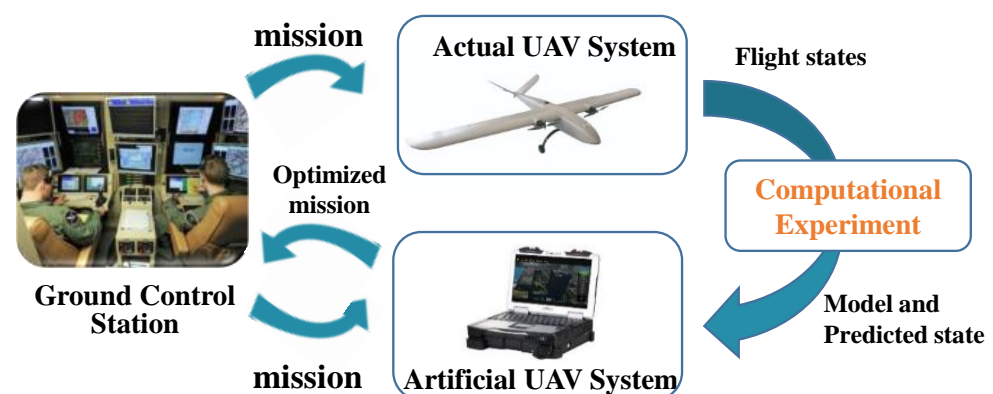 mission
Actual UAV System
Flight states
Optimized
mission
Computational
Experiment
Ground Control
Station
Model and
Predicted state
mission
Artificial UAV System